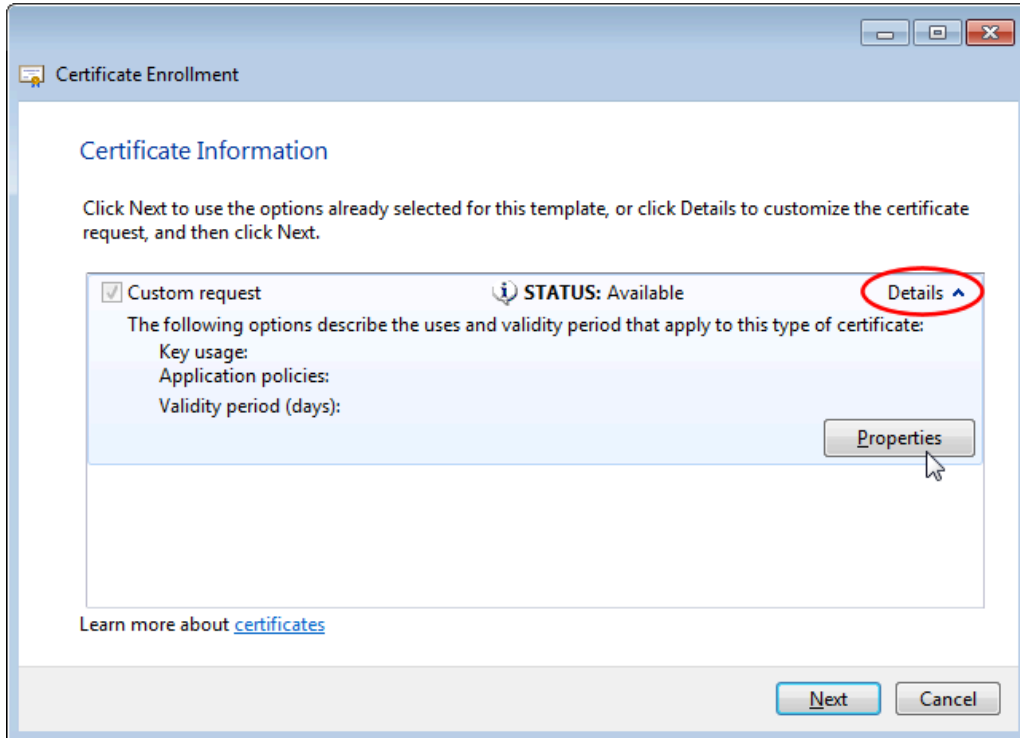 Certificate Enrollment
Certificate Information
Click Next to use the options already selected for this template, or click Details to customize the certificate
request, and then click Next.
Custom request STATUS: Available Details
The following options describe the uses and validity period that apply to this type of certificate:
Key usage:
Application policies:
Validity period (days):
Properties
Learn more about certificates
Next Cancel